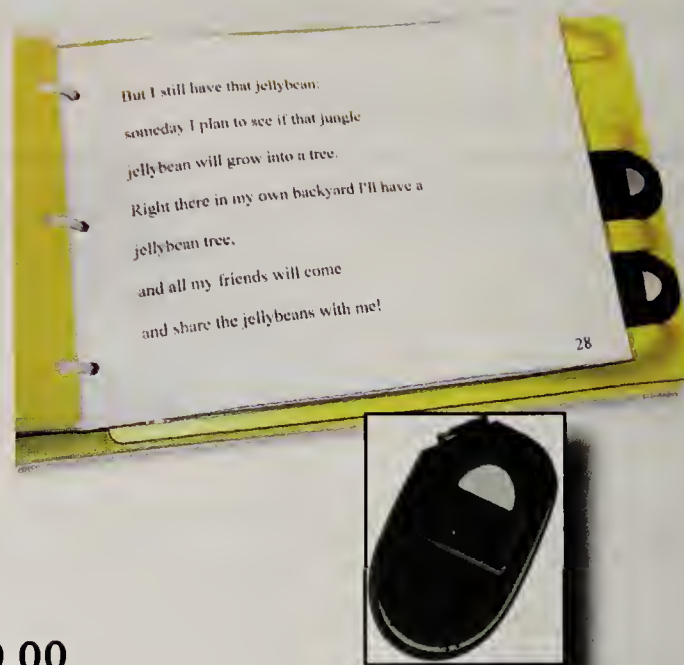 But I still have that jellybean;
someday I plan to see if that jungle
jellybean will grow into a tree.
Right there in my own backyard I'll have a
jellybean tree,
and all my friends will come
and share the jellybeans with me!
28